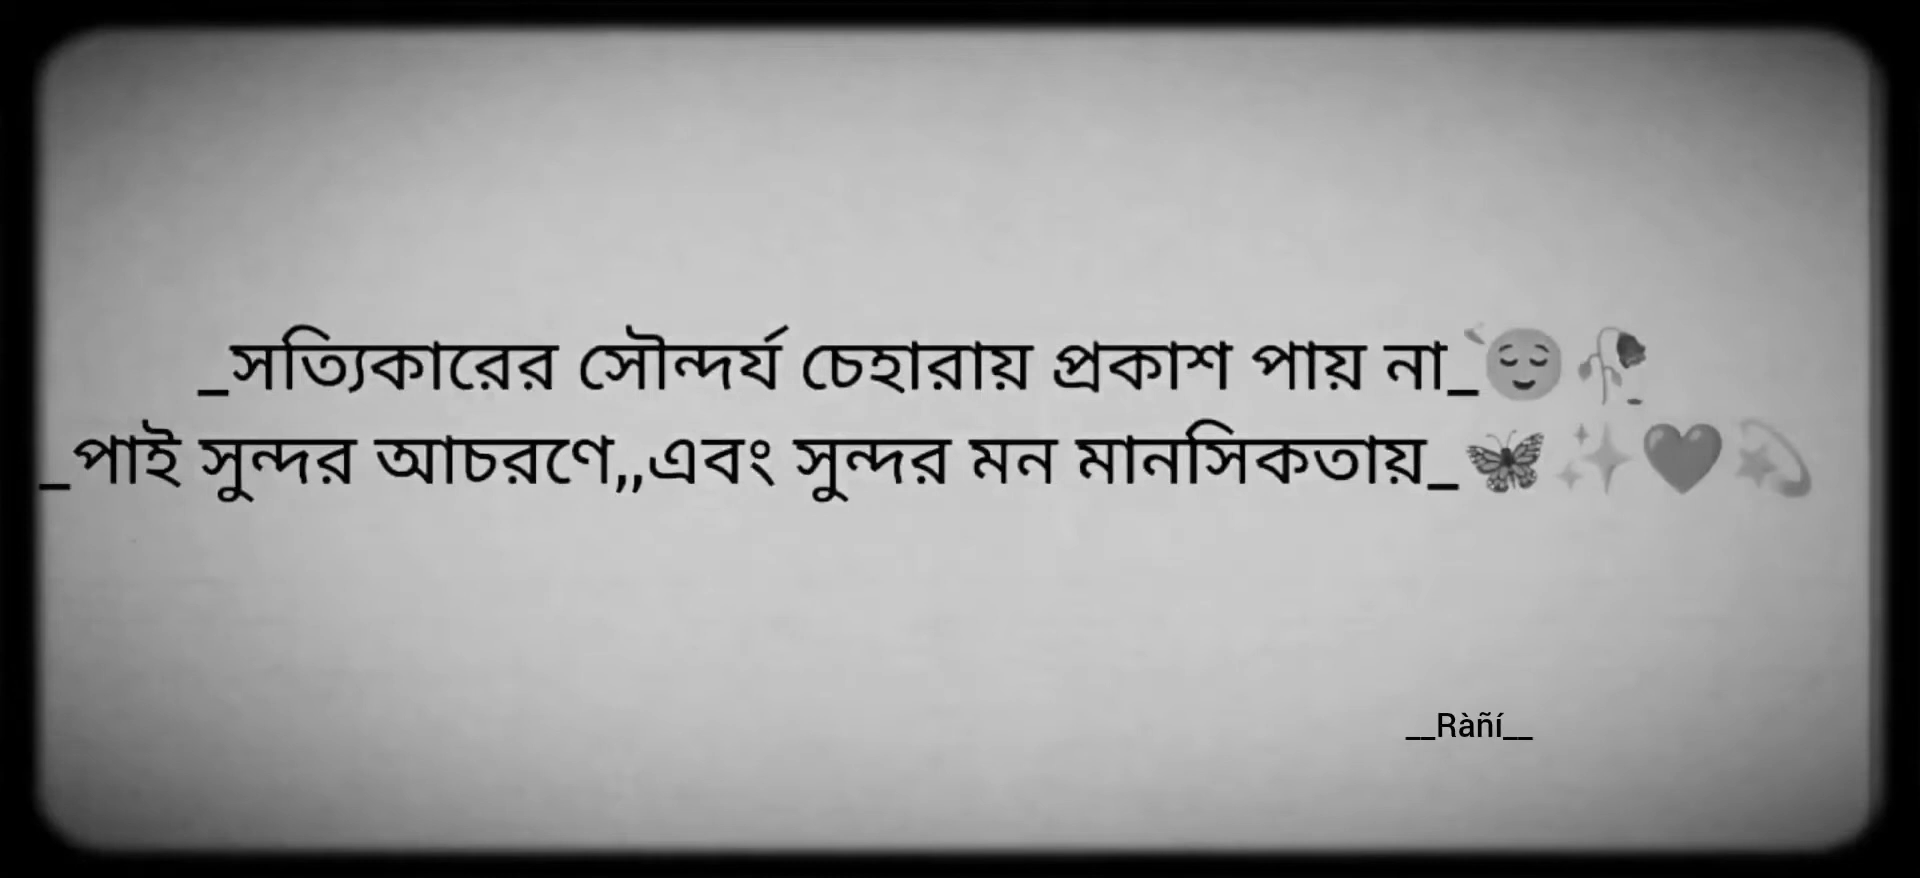 _সত্যিকারের সৌন্দর্য চেহারায় প্রকাশ পায় না_😌🥀
_পাই সুন্দর আচরণে,,এবং সুন্দর মন মানসিকতায়_🦋✨🖤💫
__Ràñí__